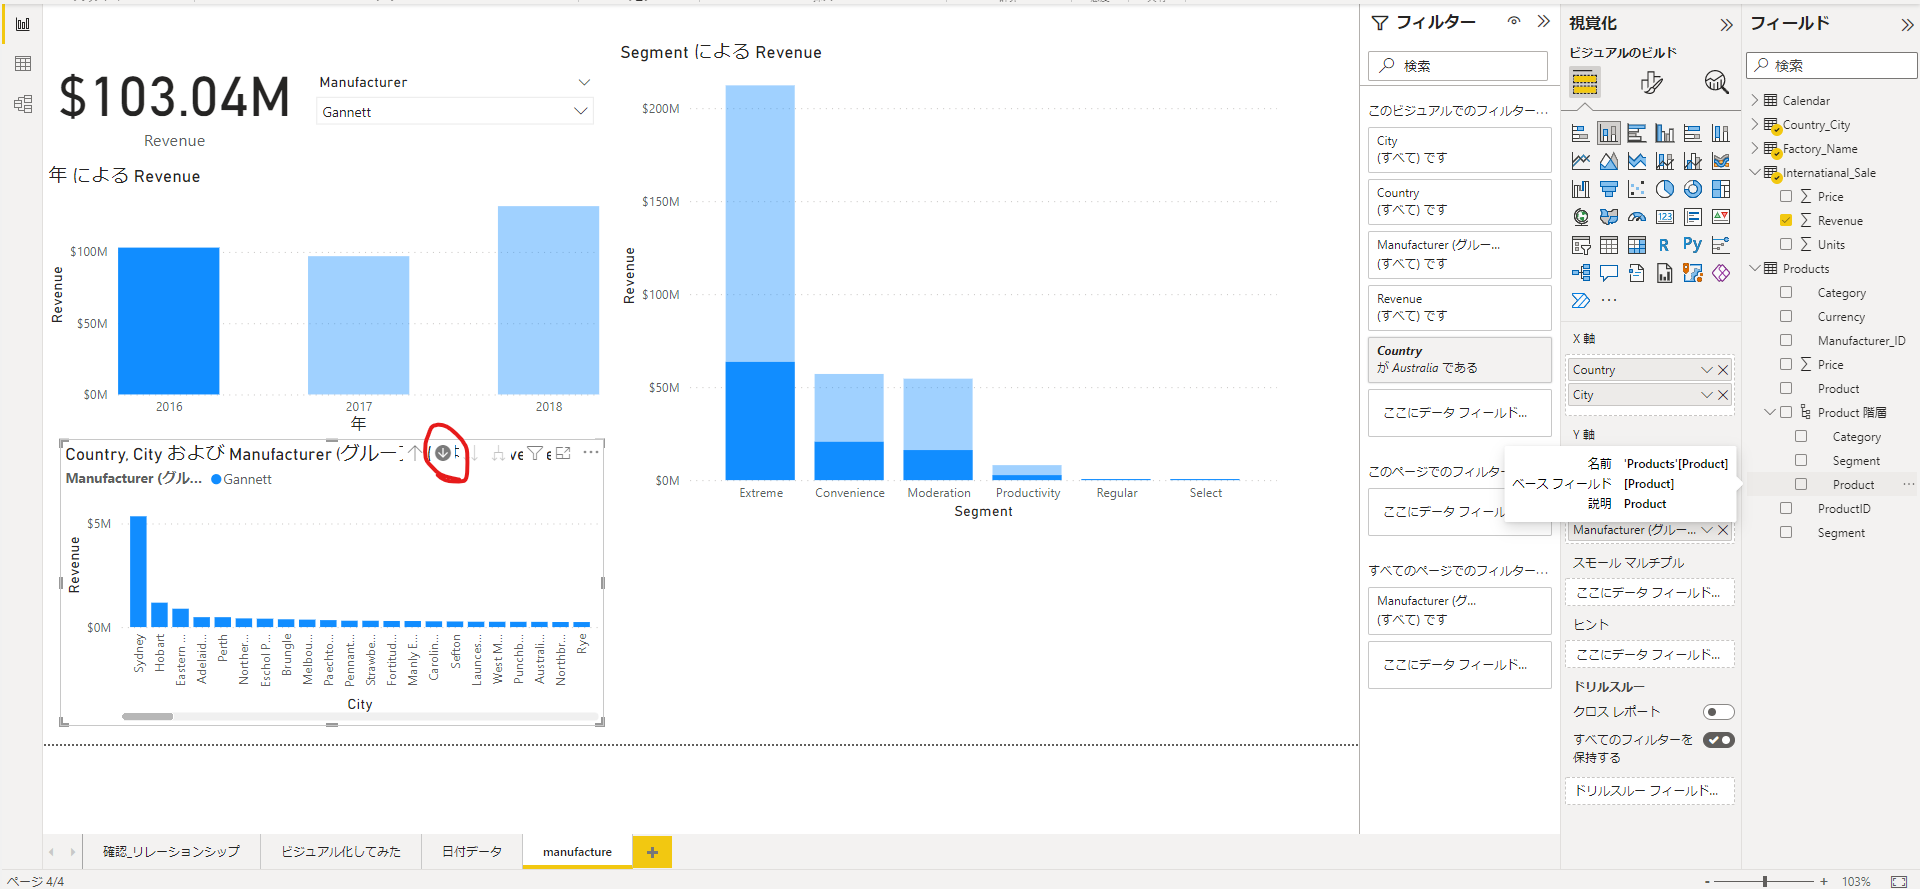 $103.04M
Revenue
Manufacturer
Gannett
年 による Revenue
$100M
$50M
$0M
Revenue
2016
2017
2018
年
Country, City および Manufacturer (グルー
Manufacturer (グル...
Gannett
$5M
$0M
Revenue
Sydney
Hobart
Eastern ...
Adelaid...
Perth
Norther...
Eschol P...
Brungle
Melbou...
Paechto...
Pennant...
Strawbe...
Fortitud...
Manly E...
Carolin...
Sefton
Launces...
West M...
Punchb...
Australi...
Northbr...
Rye
City
Segment による Revenue
$200M
$150M
$100M
$50M
$0M
Revenue
Extreme
Convenience
Moderation
Productivity
Regular
Select
Segment
フィルター
検索
このビジュアルでのフィルター...
City
(すべて) です
Country
(すべて) です
Manufacturer (グルー...
(すべて) です
Revenue
(すべて) です
Country
が Australia である
ここにデータ フィールド...
このページでのフィルター
ここにデータ フィール
すべてのページでのフィルター...
Manufacturer (グ...
(すべて) です
ここにデータ フィールド...
視覚化
ビジュアルのビルド
123
R
Py
X 軸
Country
City
Y 軸
名前 'Products'[Product]
ベース フィールド [Product]
説明 Product
Manufacturer (グルー...
スモール マルチプル
ここにデータ フィールド...
ヒント
ここにデータ フィールド...
ドリルスルー
クロス レポート
すべてのフィルターを
保持する
ドリルスルー フィールド...
フィールド
検索
Calendar
Country_City
Factory_Name
Internatianal_Sale
Price
Revenue
Units
Products
Category
Currency
Manufacturer_ID
Price
Product
Product 階層
Category
Segment
Product
ProductID
Segment
確認_リレーションシップ
ビジュアル化してみた
日付データ
manufacture
ページ 4/4
103%